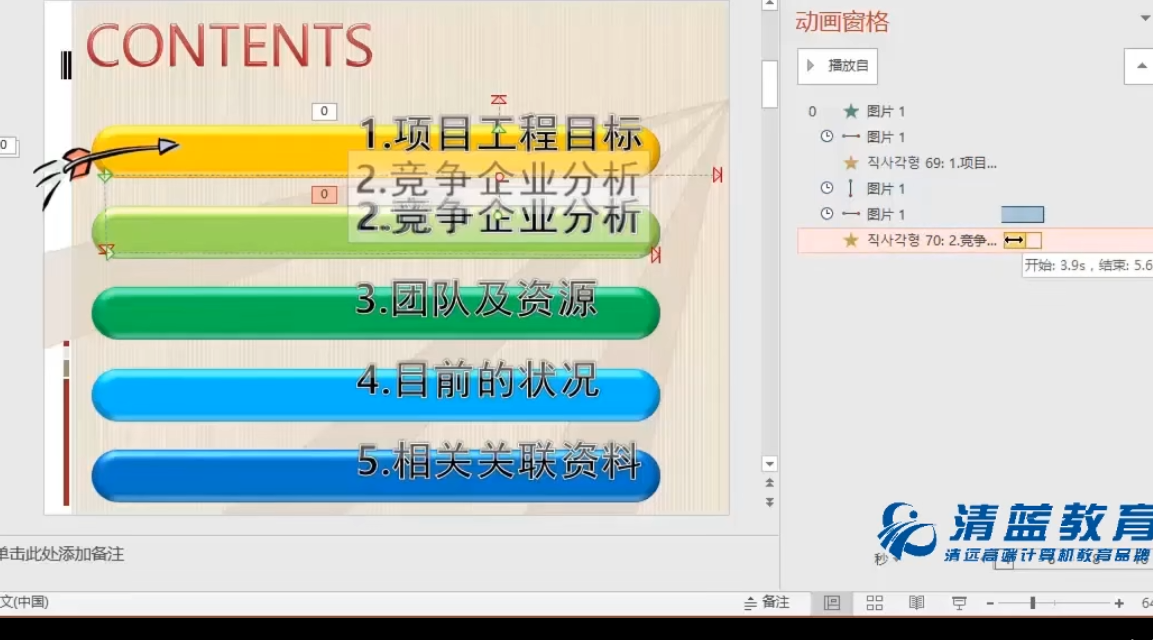 CONTENTS
0
1.项目工程目标
0
0
2.竞争企业分析
2.竞争企业分析
3.团队及资源
4.目前的状况
5.相关关联资料
单击此处添加备注
文(中国)
备注
64
动画窗格
播放自
0 图片 1
图片 1
직사각형 69: 1.项目...
图片 1
图片 1
직사각형 70: 2.竞争...
开始: 3.9s，结束: 5.6
清蓝教育
清远高端计算机教育品牌
秒